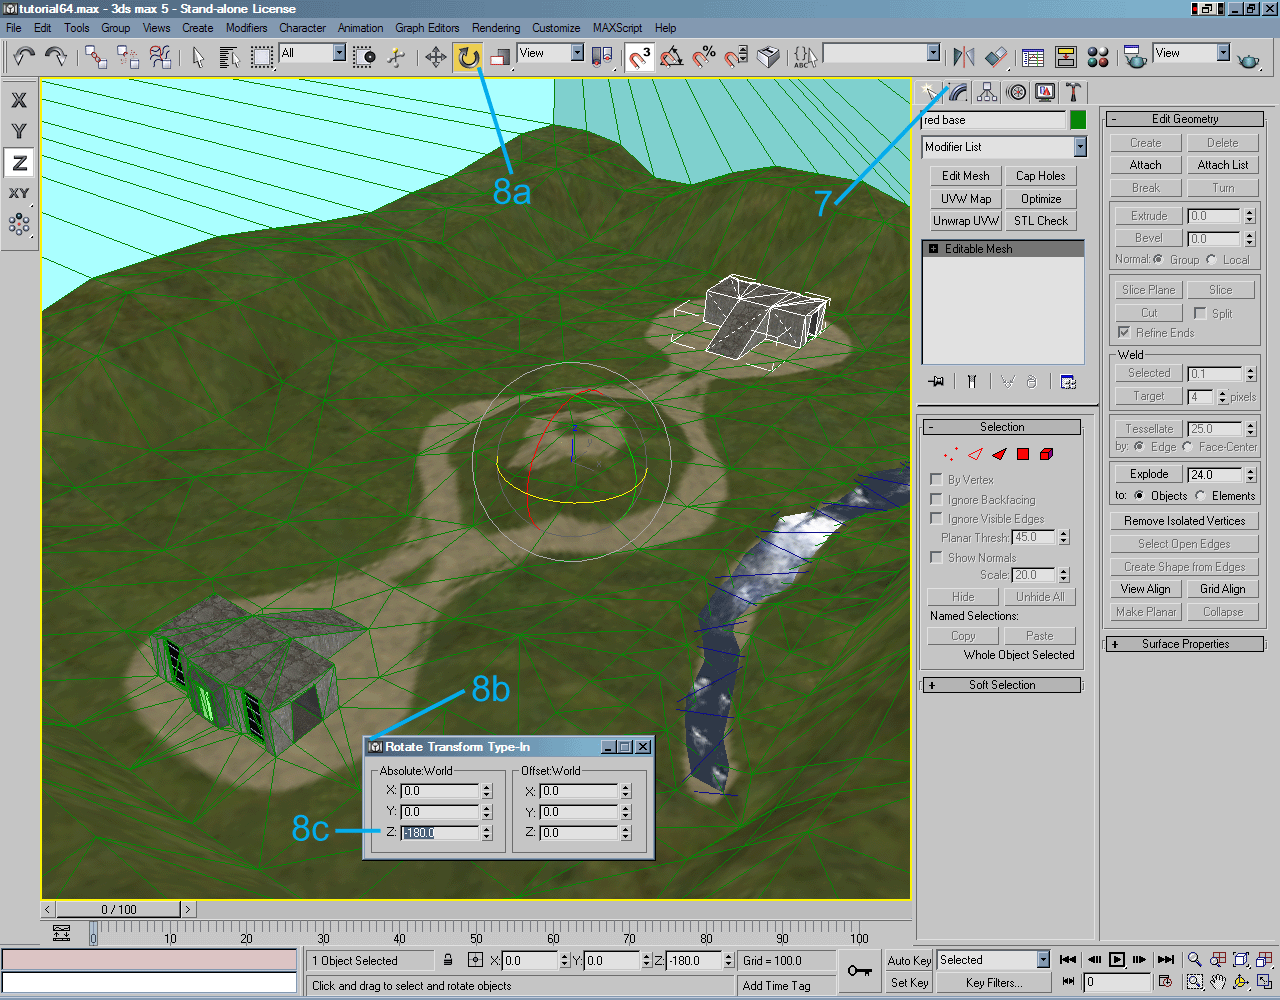 tutorial64.max - 3ds max 5 - Stand-alone License
File Edit Tools Group Views Create Modifiers Character Animation Graph Editors Rendering Customize MAXScript Help
All
View
3
%
ABC
View
X
Y
Z
XY
8a
7
8b
8c
z
Rotate Transform Type-In
Absolute:World
X: 0.0
Y: 0.0
Z: -180.0
Offset:World
X: 0.0
Y: 0.0
Z: 0.0
red base
Modifier List
Edit Mesh Cap Holes
UVW Map Optimize
Unwrap UVW STL Check
Editable Mesh
Selection
By Vertex
Ignore Backfacing
Ignore Visible Edges
Planar Thresh: 45.0
Show Normals
Scale: 20.0
Hide Unhide All
Named Selections:
Copy Paste
Whole Object Selected
+ Soft Selection
- Edit Geometry
Create Delete
Attach Attach List
Break Turn
Extrude 0.0
Bevel 0.0
Normal: Group Local
Slice Plane Slice
Cut Split
Refine Ends
Weld
Selected 0.1
Target 4 pixels
Tessellate 25.0
by: Edge Face-Center
Explode 24.0
to: Objects Elements
Remove Isolated Vertices
Select Open Edges
Create Shape from Edges
View Align Grid Align
Make Planar Collapse
+ Surface Properties
< 0 / 100 >
0 10 20 30 40 50 60 70 80 90 100
1 Object Selected X: 0.0 Y: 0.0 Z: -180.0 Grid = 100.0
Click and drag to select and rotate objects Add Time Tag
Auto Key Selected
Set Key Key Filters... 0